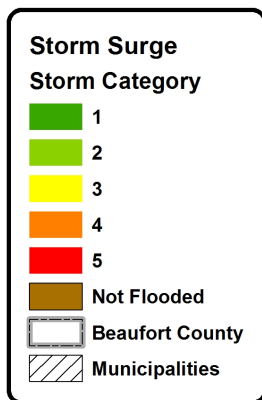 Storm Surge
Storm Category
1
2
3
4
5
Not Flooded
Beaufort County
Municipalities